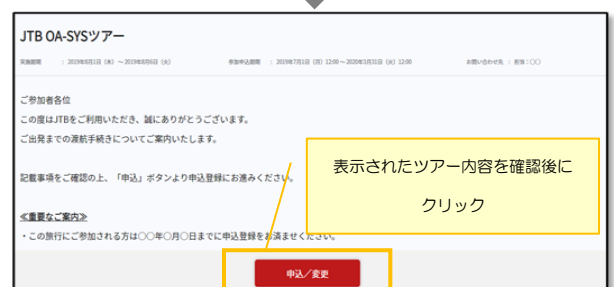 JTB OA-SYSツアー
実施期間 : 2019年8月1日（木）～2019年8月6日（火） 参加申込期間 : 2019年7月1日（月）12:00～2020年1月31日（火）12:00 お問い合わせ先 : 担当：〇〇
ご参加者各位
この度はJTBをご利用いただき、誠にありがとうございます。
ご出発までの渡航手続きについてご案内いたします。
表示されたツアー内容を確認後に
クリック
記載事項をご確認の上、「申込」ボタンより申込登録にお進みください。
≪重要なご案内≫
・この旅行にご参加される方は〇〇年〇月〇日までに申込登録をお済ませください。
申込／変更